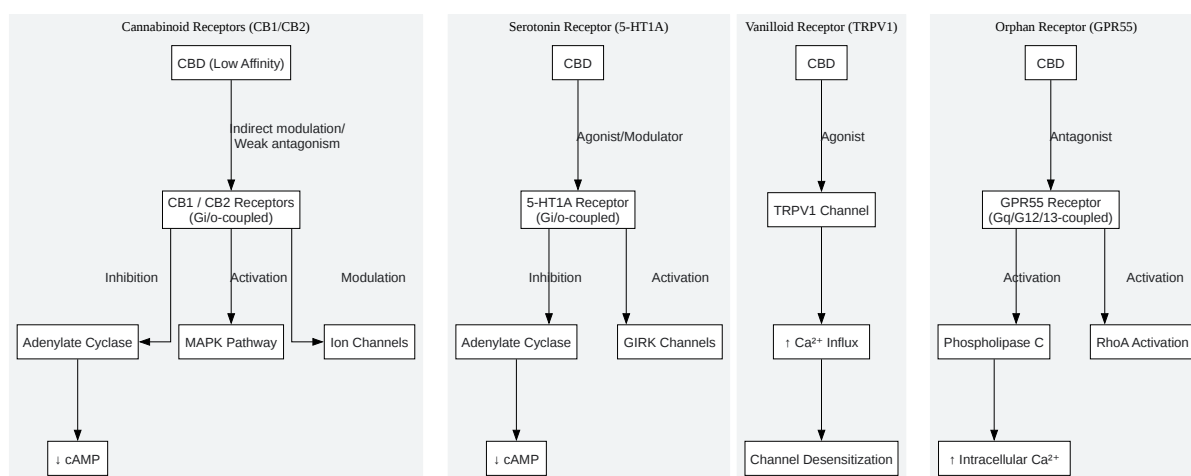 Cannabinoid Receptors (CB1/CB2)
CBD (Low Affinity)
Indirect modulation/
Weak antagonism
CB1 / CB2 Receptors
(Gi/o-coupled)
Inhibition
Activation
Modulation
Adenylate Cyclase
MAPK Pathway
Ion Channels
↓ cAMP
Serotonin Receptor (5-HT1A)
CBD
Agonist/Modulator
5-HT1A Receptor
(Gi/o-coupled)
Inhibition
Activation
Adenylate Cyclase
GIRK Channels
↓ cAMP
Vanilloid Receptor (TRPV1)
CBD
Agonist
TRPV1 Channel
↑ Ca²⁺ Influx
Channel Desensitization
Orphan Receptor (GPR55)
CBD
Antagonist
GPR55 Receptor
(Gq/G12/13-coupled)
Activation
Activation
Phospholipase C
RhoA Activation
↑ Intracellular Ca²⁺